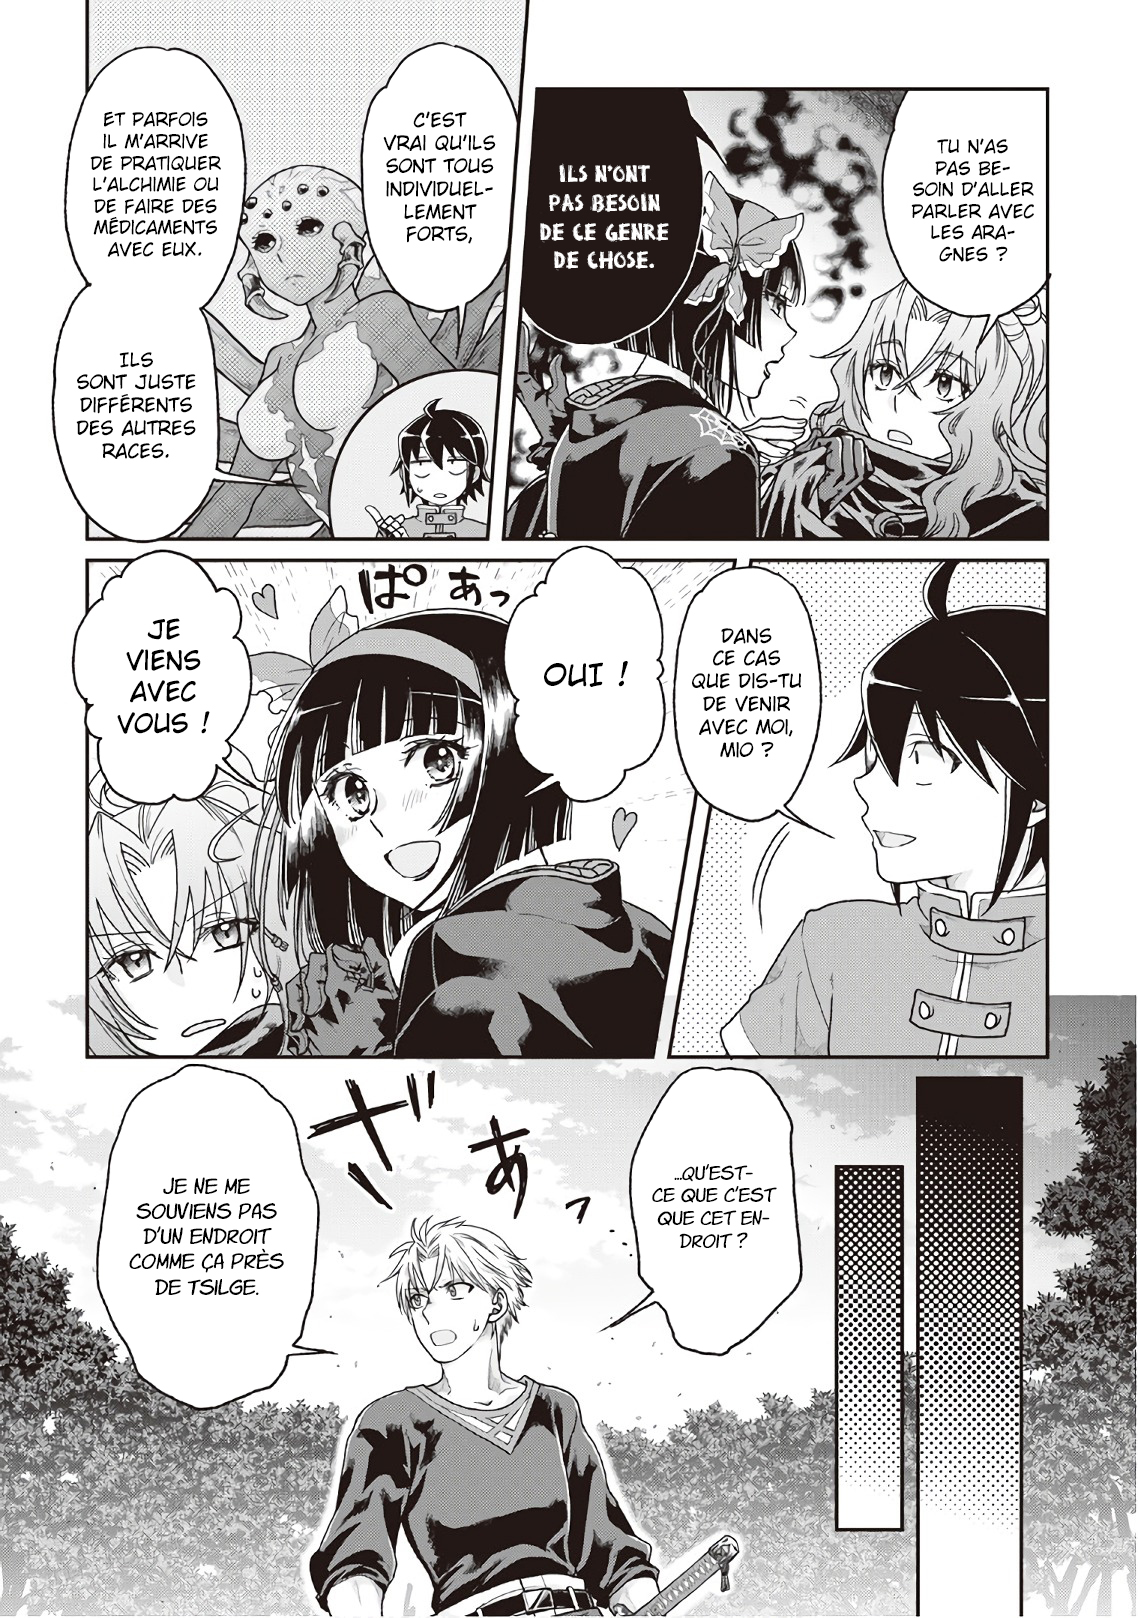 TU N'AS
PAS BE-
SOIN D'ALLER
PARLER AVEC
LES ARA-
GNES ?
ILS N'ONT
PAS BESOIN
DE CE GENRE
DE CHOSE.
C'EST
VRAI QU'ILS
SONT TOUS
INDIVIDUEL-
LEMENT
FORTS,
ET PARFOIS
IL M'ARRIVE
DE PRATIQUER
L'ALCHIMIE OU
DE FAIRE DES
MÉDICAMENTS
AVEC EUX.
ILS
SONT JUSTE
DIFFÉRENTS
DES AUTRES
RACES.
DANS
CE CAS
QUE DIS-TU
DE VENIR
AVEC MOI,
MIO ?
OUI !
ぱぁっ
JE
VIENS
AVEC
VOUS !
...QU'EST-
CE QUE C'EST
QUE CET EN-
DROIT ?
ザぁっ
JE NE ME
SOUVIENS PAS
D'UN ENDROIT
COMME ÇA PRÈS
DE TSILGE.